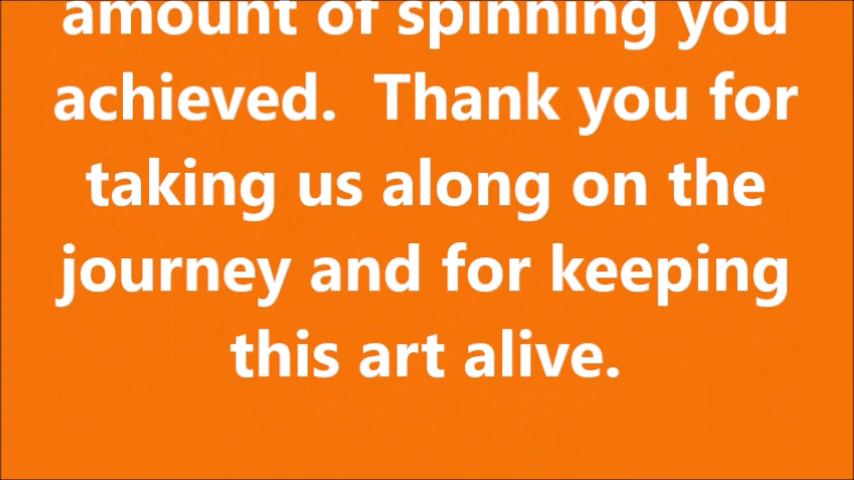 amount of spinning you
achieved.  Thank you for
taking us along on the
journey and for keeping
this art alive.